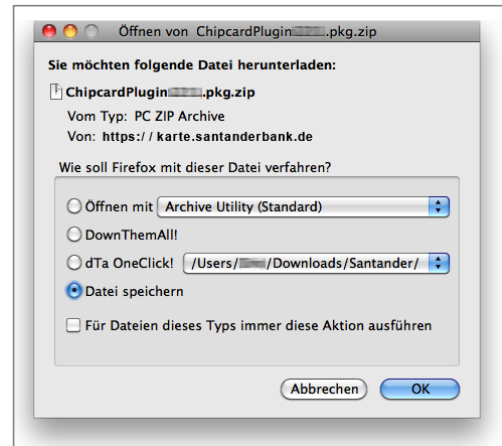 Öffnen von ChipcardPlugin .pkg.zip
Sie möchten folgende Datei herunterladen:
ChipcardPlugin .pkg.zip
Vom Typ: PC ZIP Archive
Von: https://karte.santanderbank.de
Wie soll Firefox mit dieser Datei verfahren?
Öffnen mit Archive Utility (Standard)
DownThemAll!
dTa OneClick! /Users/ /Downloads/Santander/
Datei speichern
Für Dateien dieses Typs immer diese Aktion ausführen
Abbrechen OK